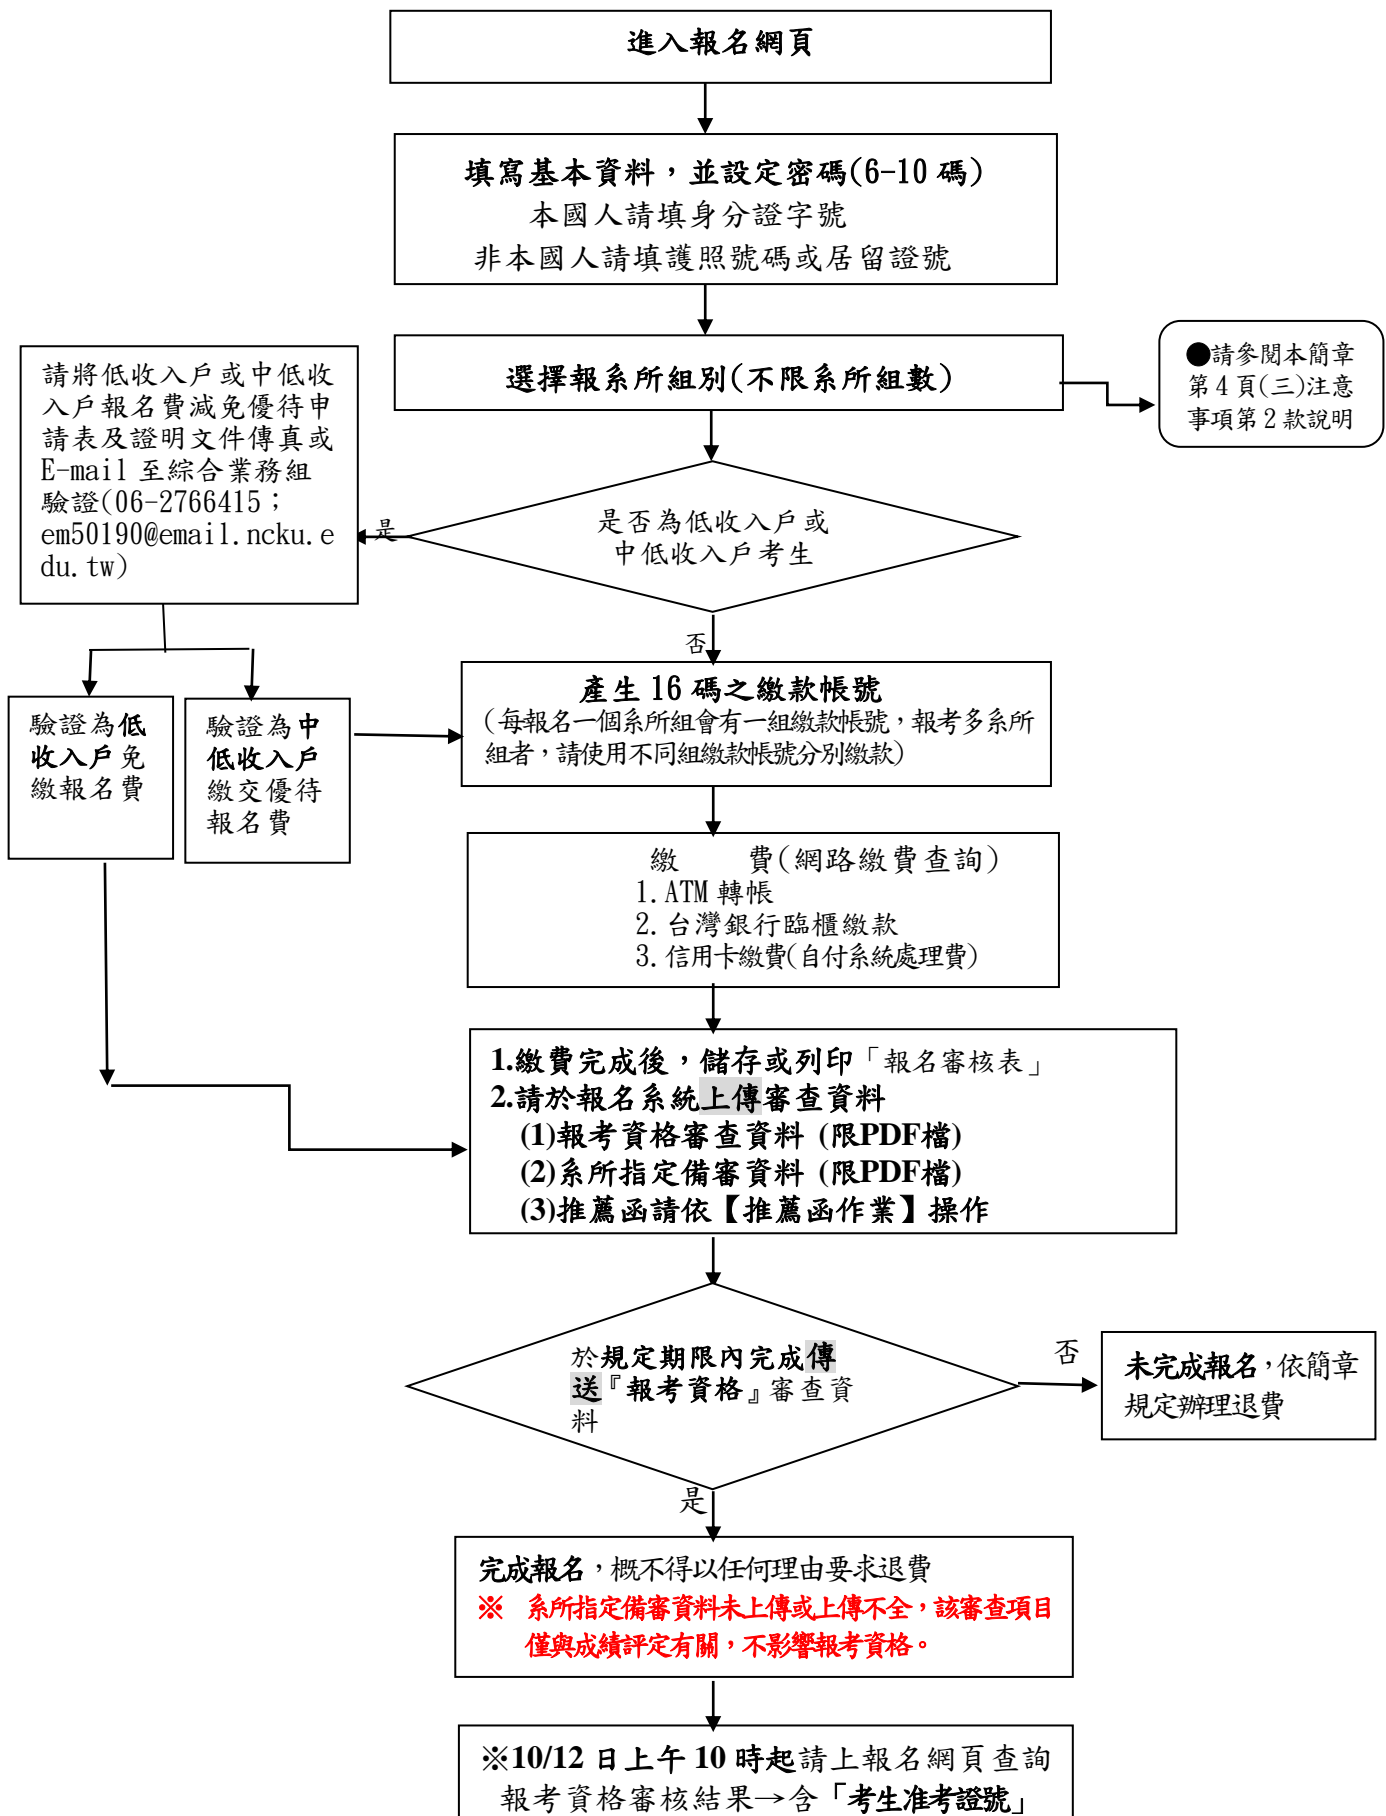 進入報名網頁
填寫基本資料，並設定密碼(6-10 碼)
本國人請填身分證字號
非本國人請填護照號碼或居留證號
選擇報系所組別(不限系所組數)
●請參閱本簡章
第 4 頁(三)注意
事項第 2 款說明
請將低收入戶或中低收
入戶報名費減免優待申
請表及證明文件傳真或
E-mail 至綜合業務組
驗證(06-2766415；
em50190@email.ncku.e
du.tw)
是
是否為低收入戶或
中低收入戶考生
否
驗證為低
收入戶免
繳報名費
驗證為中
低收入戶
繳交優待
報名費
產生 16 碼之繳款帳號
(每報名一個系所組會有一組繳款帳號，報考多系所
組者，請使用不同組繳款帳號分別繳款)
繳　　費(網路繳費查詢)
1.ATM 轉帳
2.台灣銀行臨櫃繳款
3.信用卡繳費(自付系統處理費)
1.繳費完成後，儲存或列印「報名審核表」
2.請於報名系統上傳審查資料
(1)報考資格審查資料 (限PDF檔)
(2)系所指定備審資料 (限PDF檔)
(3)推薦函請依【推薦函作業】操作
於規定期限內完成傳
送『報考資格』審查資
料
否
未完成報名，依簡章
規定辦理退費
是
完成報名，概不得以任何理由要求退費
※ 系所指定備審資料未上傳或上傳不全，該審查項目
僅與成績評定有關，不影響報考資格。
※10/12 日上午 10 時起請上報名網頁查詢
報考資格審核結果→含「考生准考證號」